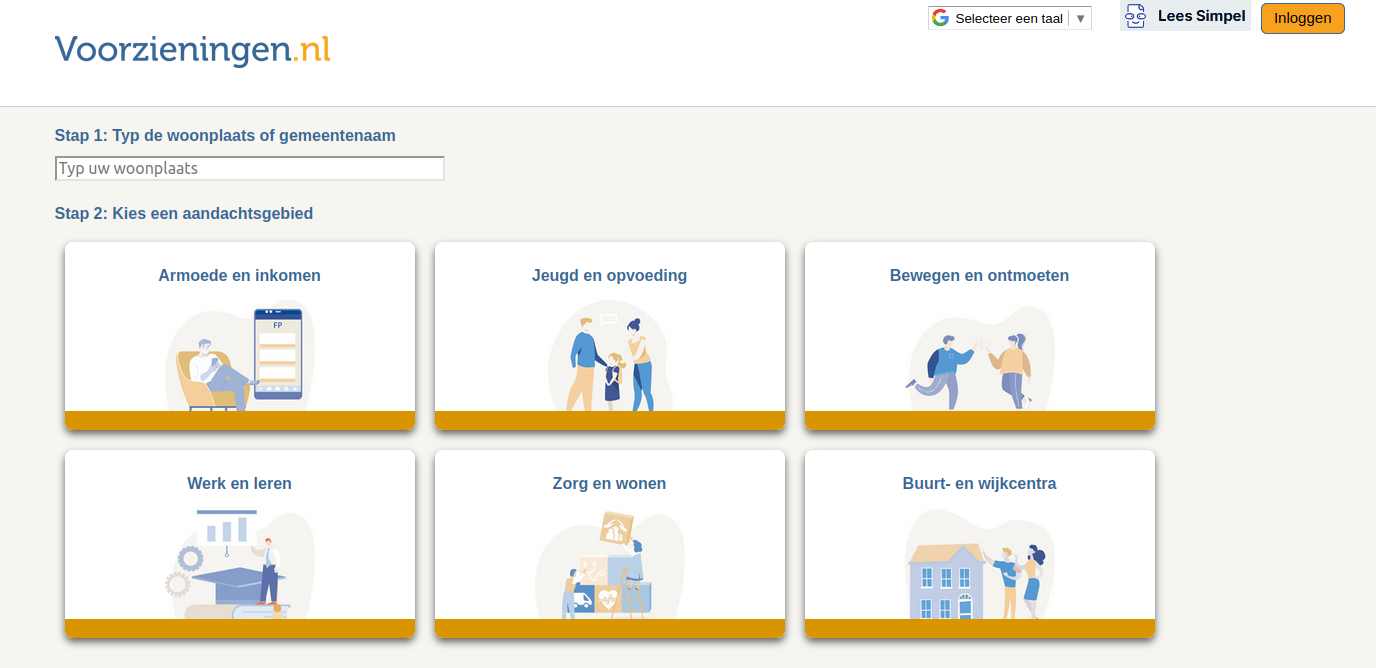 Selecteer een taal ▼
Lees Simpel
Inloggen
Voorzieningen.nl
Stap 1: Typ de woonplaats of gemeentenaam
Typ uw woonplaats
Stap 2: Kies een aandachtsgebied
Armoede en inkomen
FP
Jeugd en opvoeding
Bewegen en ontmoeten
Werk en leren
Zorg en wonen
Buurt- en wijkcentra